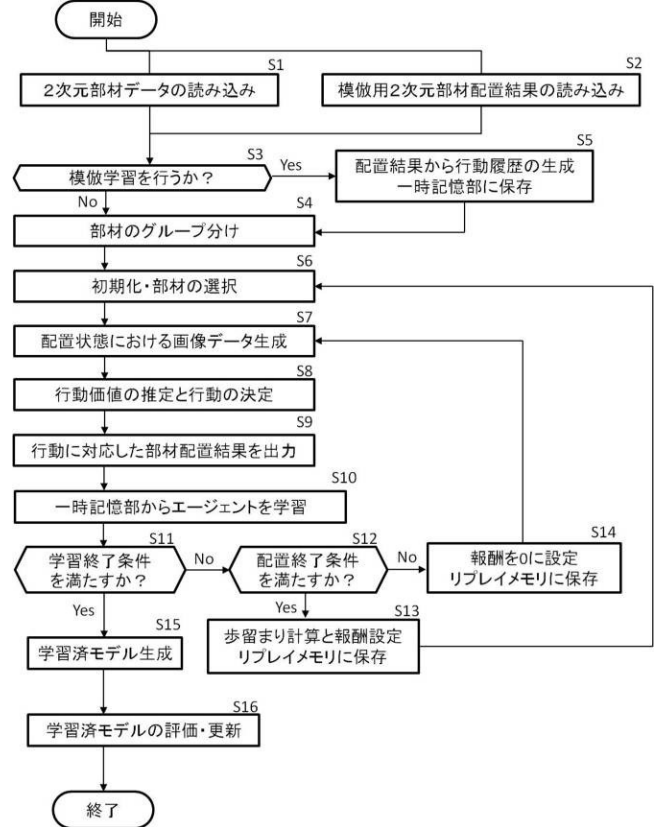 開始
S1
2次元部材データの読み込み
S2
模倣用2次元部材配置結果の読み込み
S3
模倣学習を行うか？
Yes
No
S5
配置結果から行動履歴の生成
一時記憶部に保存
S4
部材のグループ分け
S6
初期化・部材の選択
S7
配置状態における画像データ生成
S8
行動価値の推定と行動の決定
S9
行動に対応した部材配置結果を出力
S10
一時記憶部からエージェントを学習
S11
学習終了条件
を満たすか？
No
Yes
S12
配置終了条件
を満たすか？
No
Yes
S14
報酬を0に設定
リプレイメモリに保存
S13
歩留まり計算と報酬設定
リプレイメモリに保存
S15
学習済モデル生成
S16
学習済モデルの評価・更新
終了